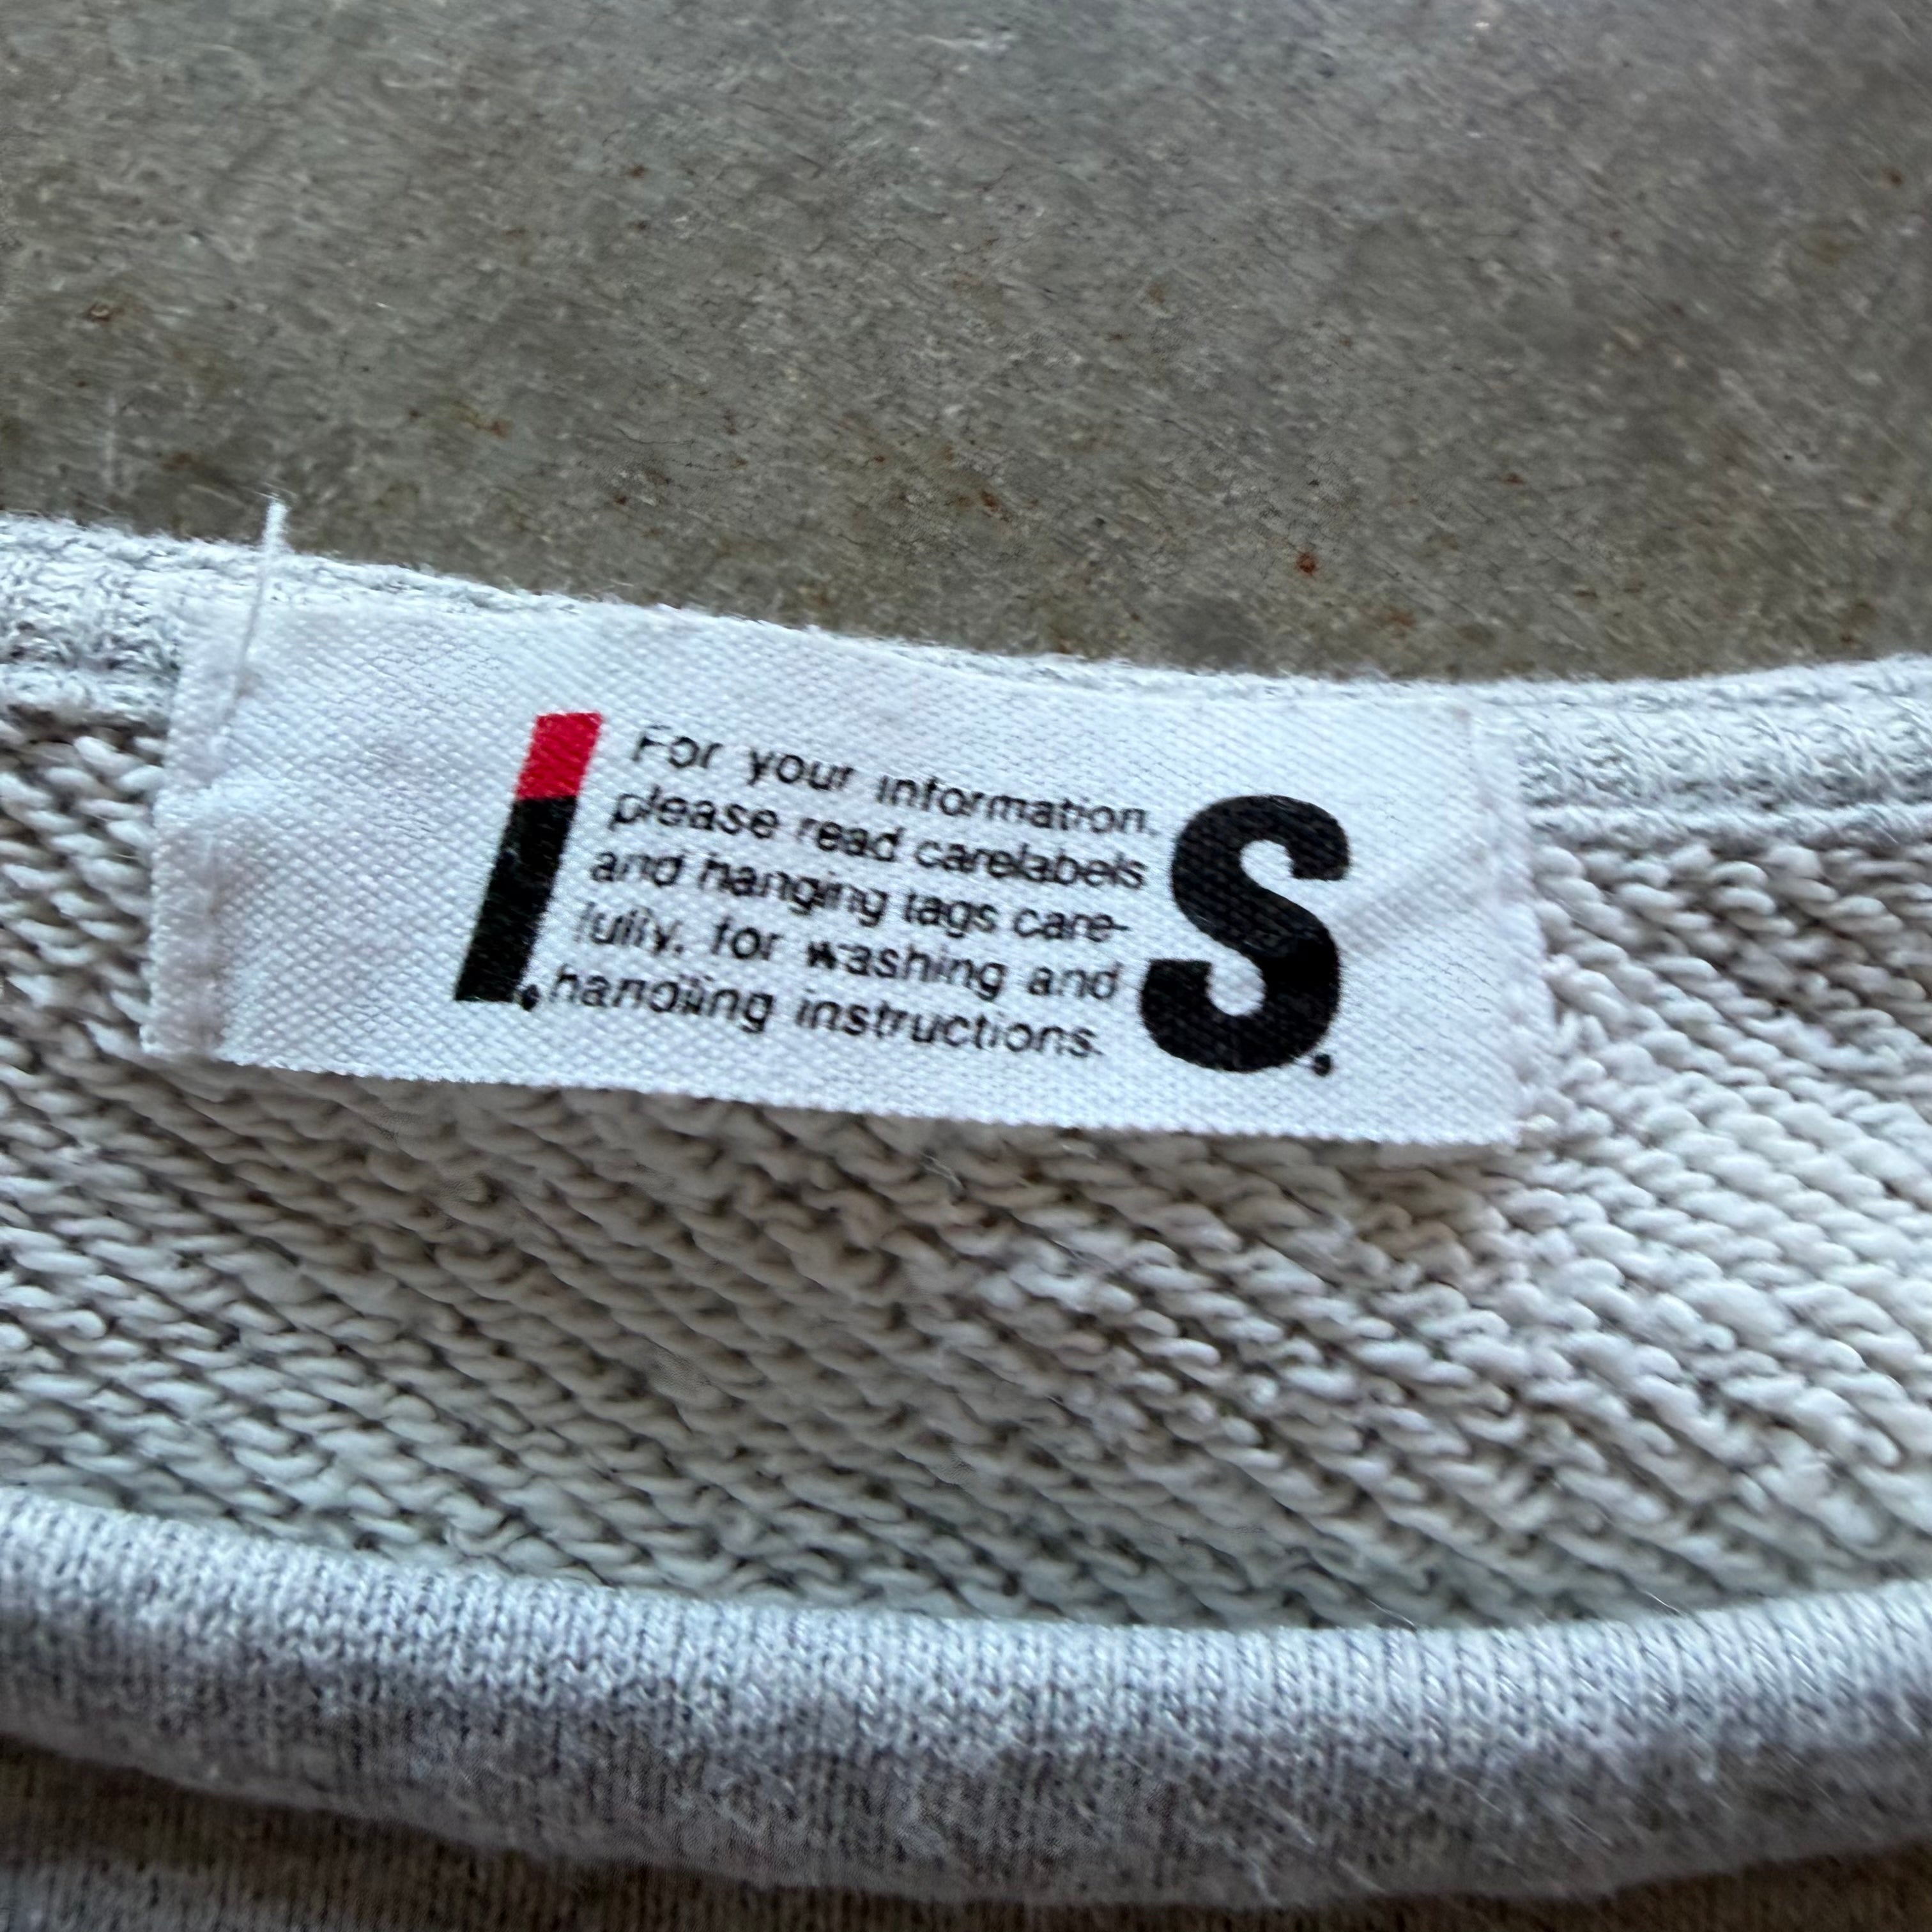 I.S.
For your information.
please read carelabels
and hanging tags care-
fully, for washing and
handling instructions.